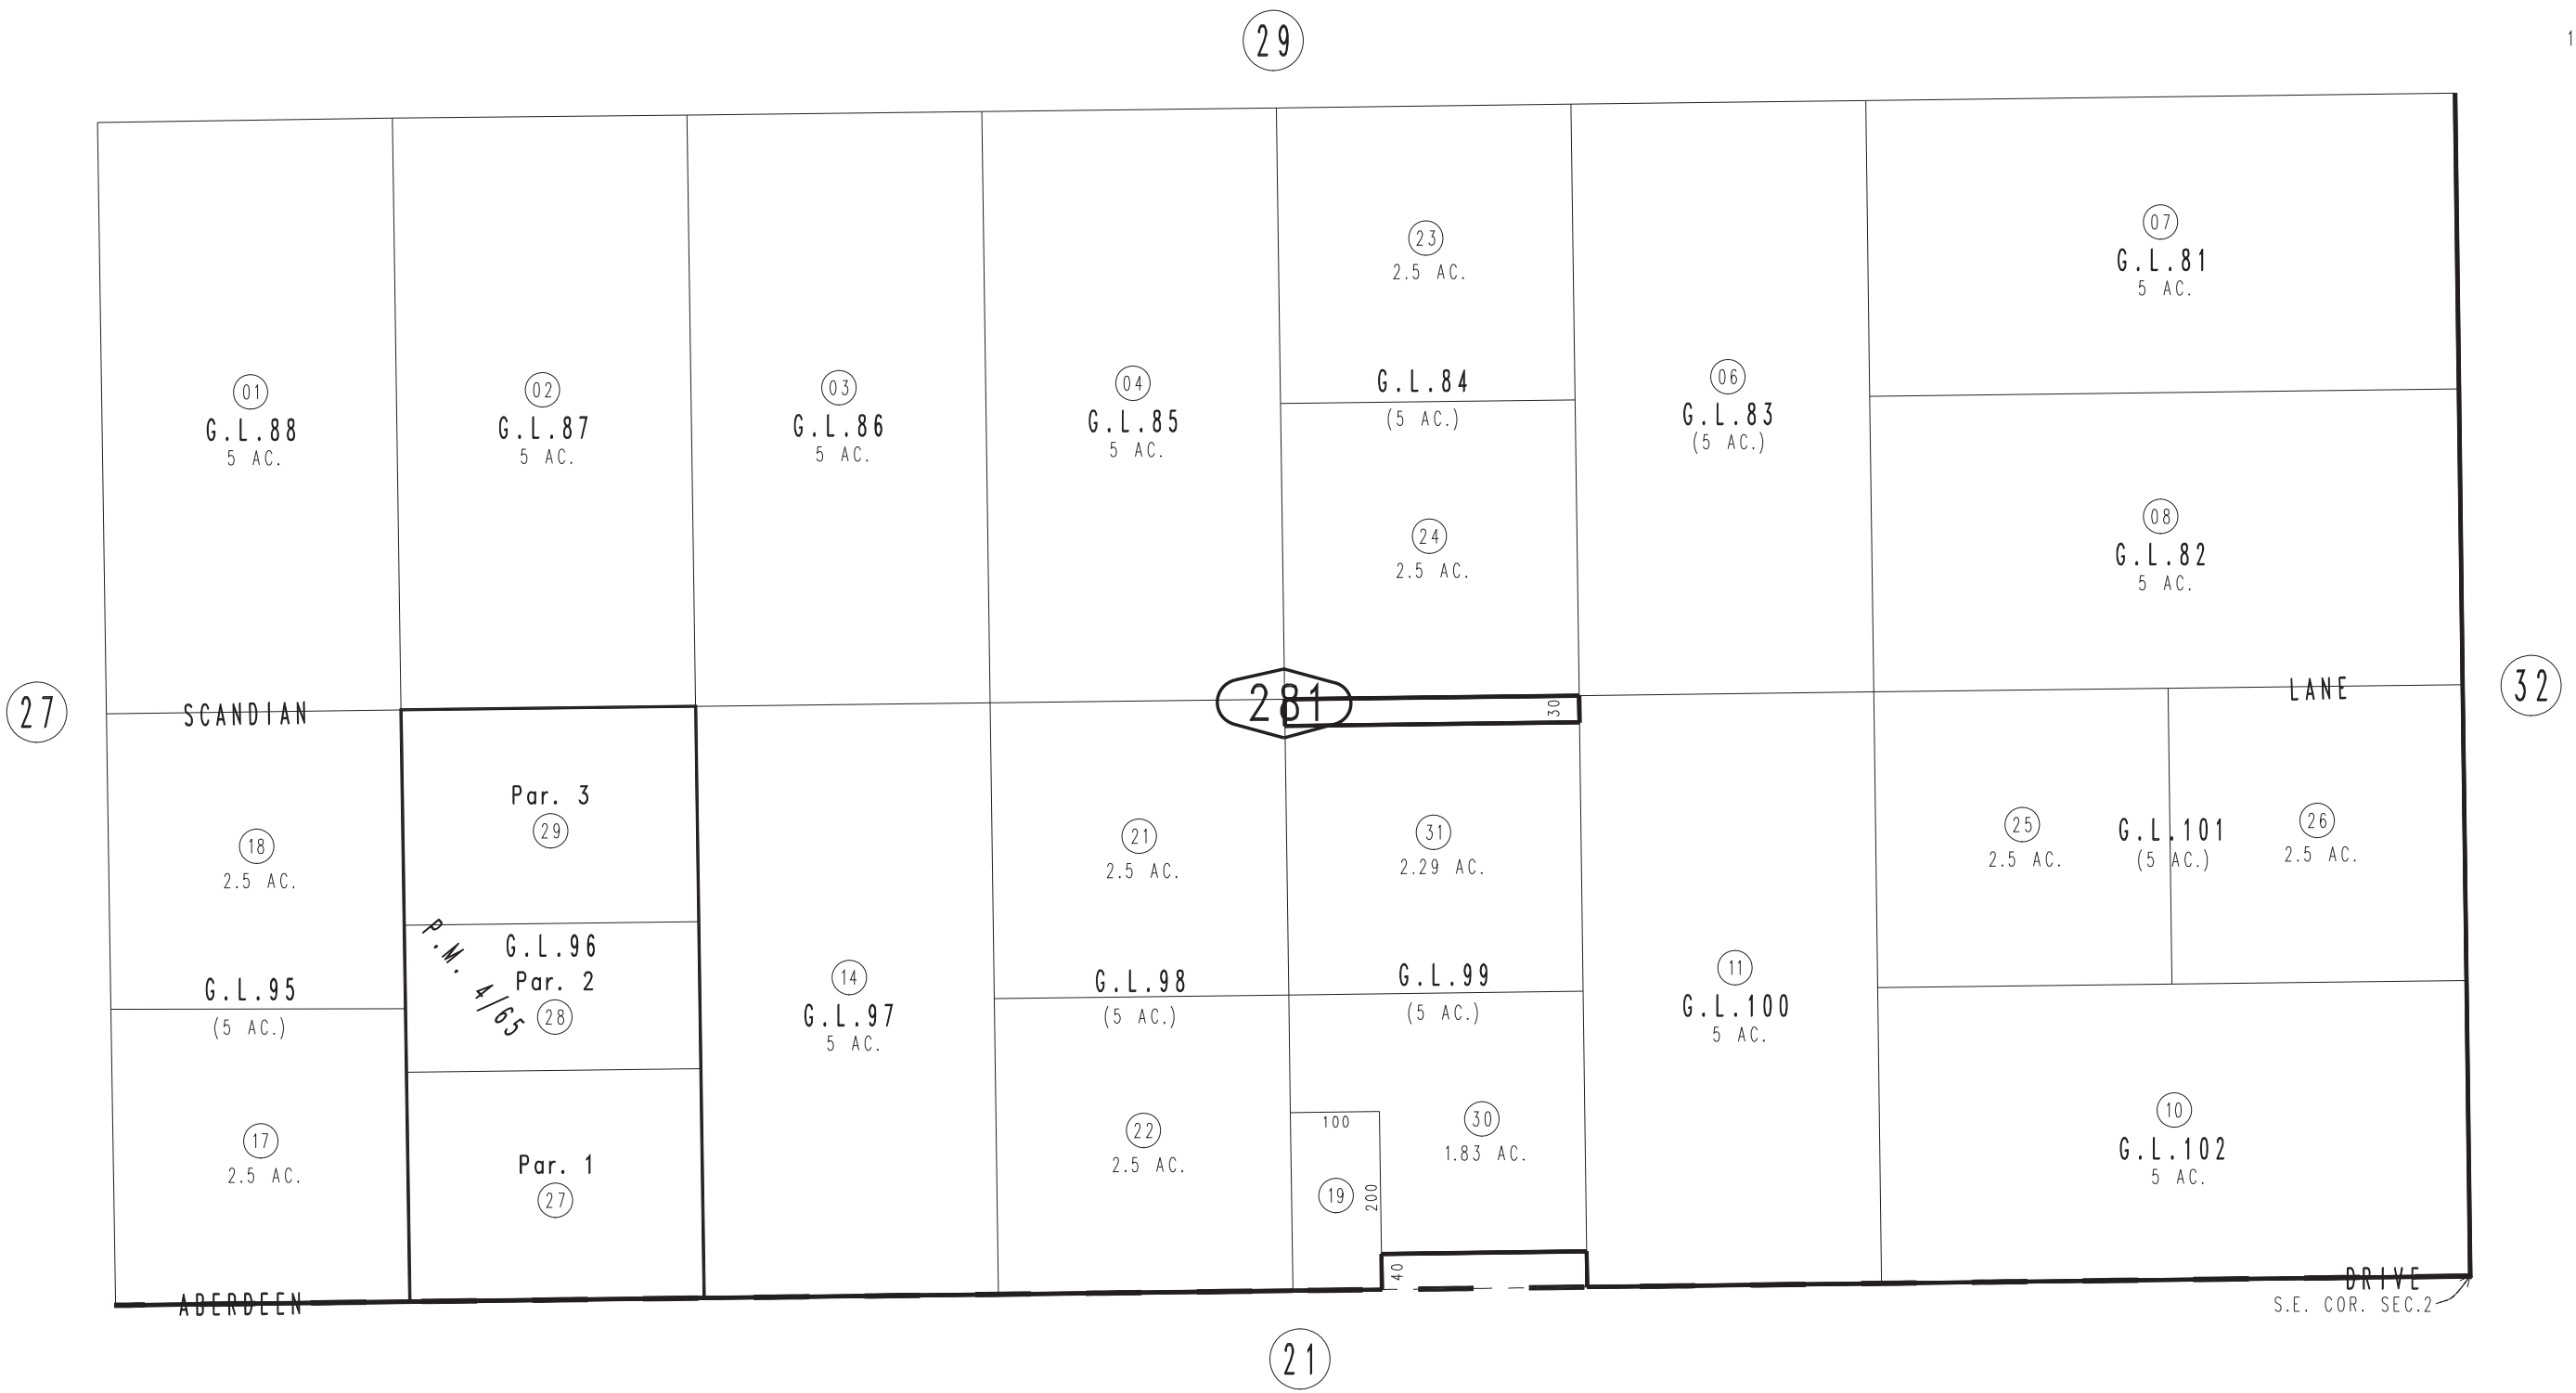 29
1
23
2.5 AC.
07
G.L.81
5 AC.
01
G.L.88
5 AC.
02
G.L.87
5 AC.
03
G.L.86
5 AC.
04
G.L.85
5 AC.
G.L.84
(5 AC.)
06
G.L.83
(5 AC.)
24
2.5 AC.
08
G.L.82
5 AC.
27
SCANDIAN
281
30
LANE
32
18
2.5 AC.
Par. 3
29
21
2.5 AC.
31
2.29 AC.
25
2.5 AC.
G.L.101
(5 AC.)
26
2.5 AC.
G.L.95
(5 AC.)
P.M. 4/65
G.L.96
Par. 2
28
14
G.L.97
5 AC.
G.L.98
(5 AC.)
G.L.99
(5 AC.)
11
G.L.100
5 AC.
17
2.5 AC.
Par. 1
27
22
2.5 AC.
100
19
200
30
1.83 AC.
10
G.L.102
5 AC.
40
ABERDEEN
DRIVE
S.E. COR. SEC.2
21